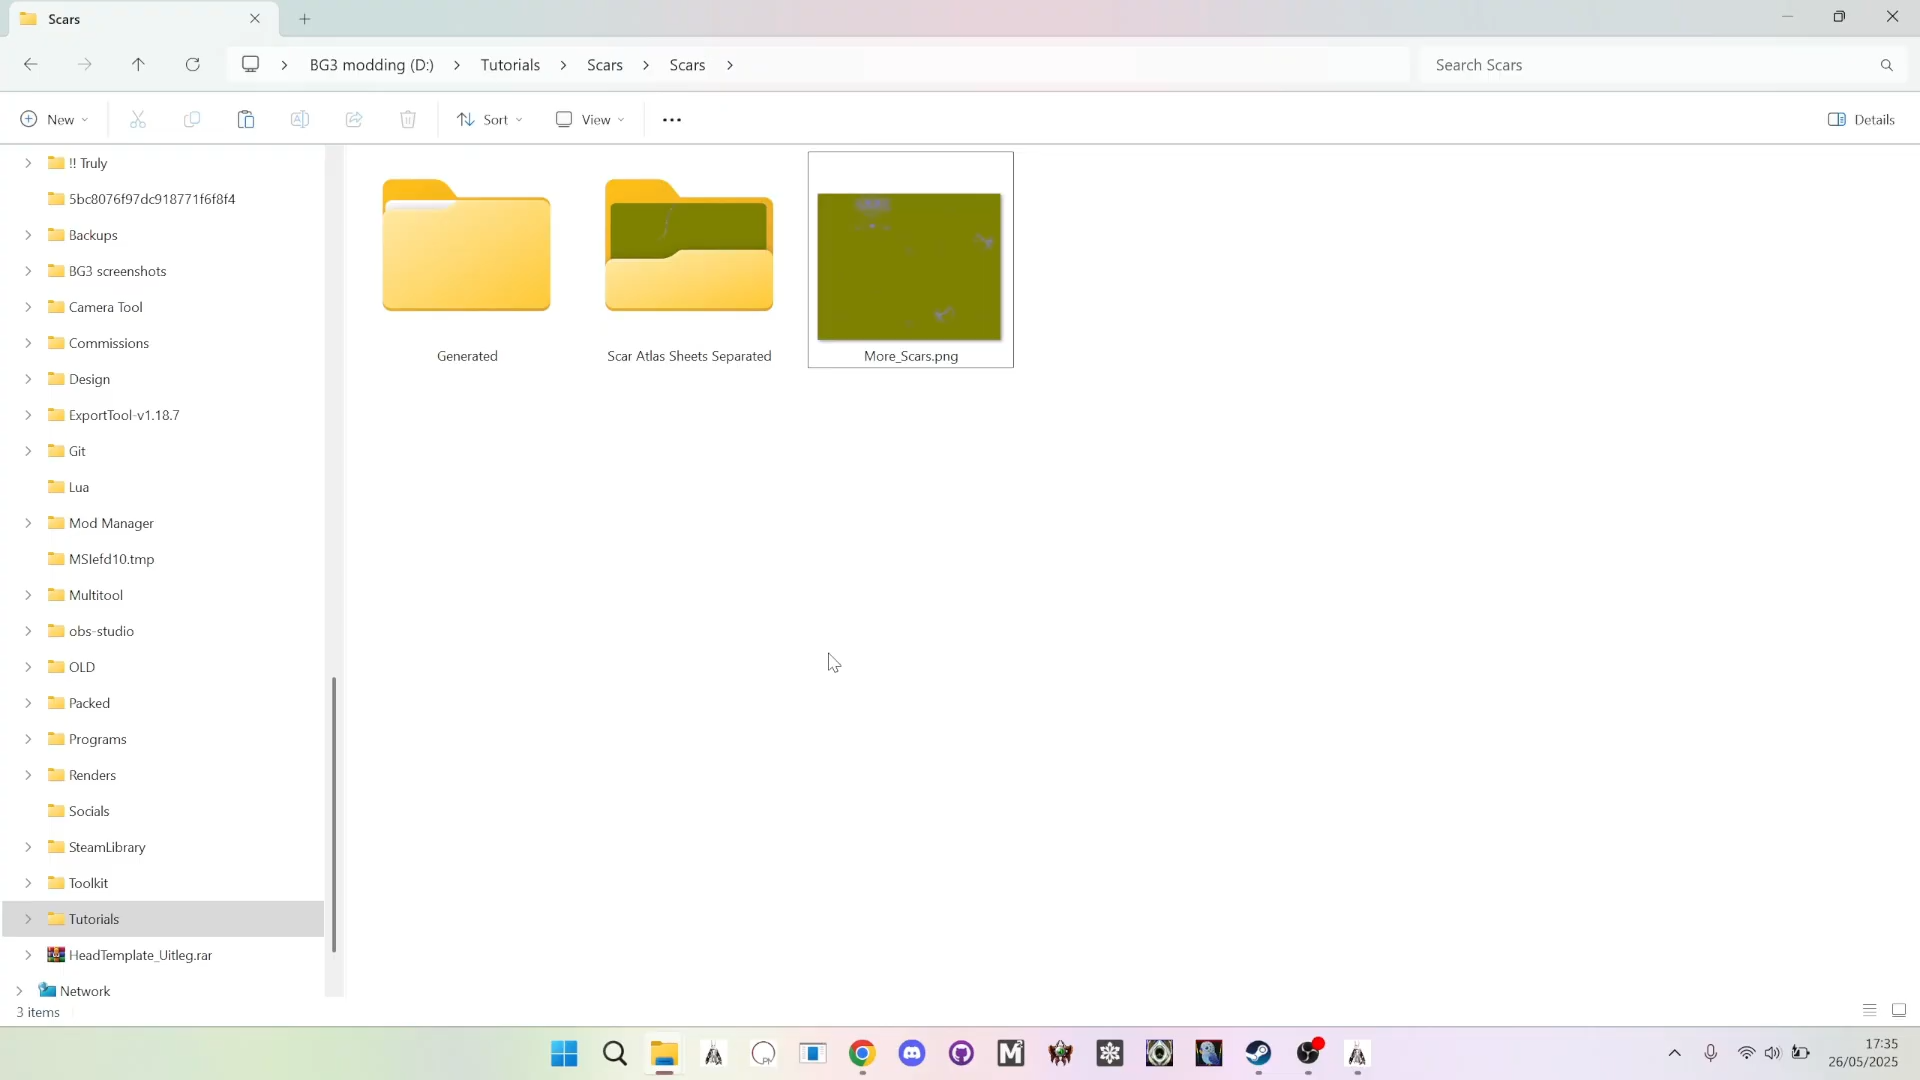 Scars
BG3 modding (D:) Tutorials Scars Scars
Search Scars
New
Sort
View
Details
!! Truly
5bc8076f97dc918771f6f8f4
Backups
BG3 screenshots
Camera Tool
Commissions
Design
ExportTool-v1.18.7
Git
Lua
Mod Manager
MSIefd10.tmp
Multitool
obs-studio
OLD
Packed
Programs
Renders
Socials
SteamLibrary
Toolkit
Tutorials
HeadTemplate_Uitleg.rar
Network
Generated
Scar Atlas Sheets Separated
More_Scars.png
3 items
17:35
26/05/2025